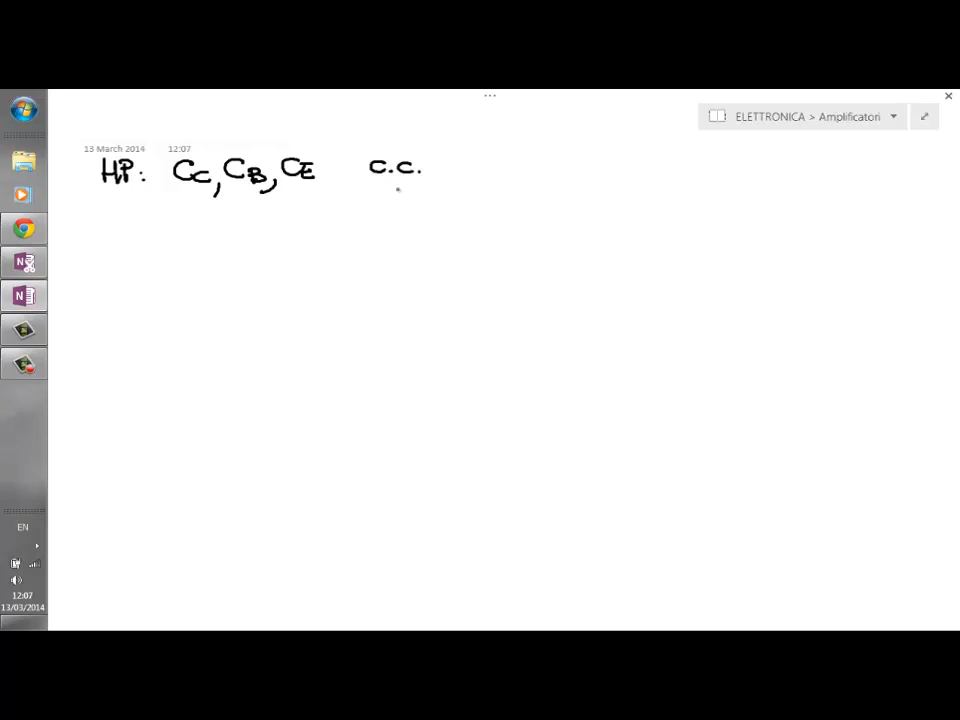 ELETTRONICA > Amplificatori
13 March 2014 12:07
HP: CC, CB, CE c.c.
EN
12:07
13/03/2014